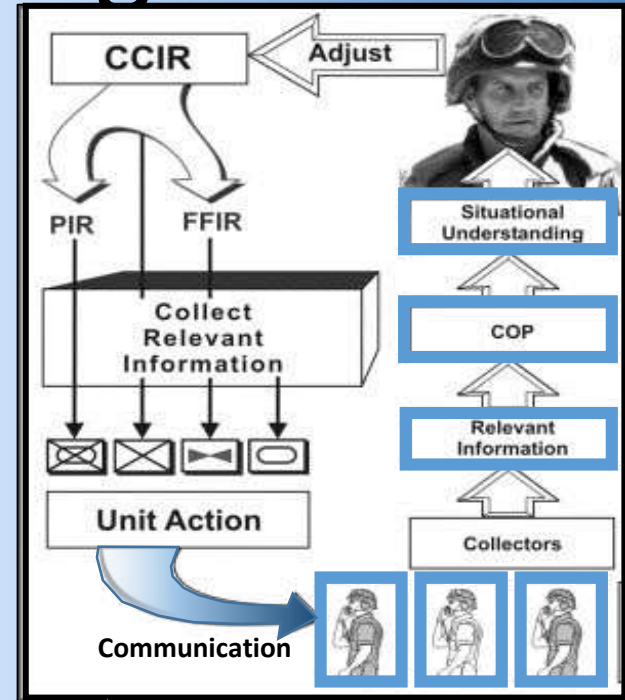 CCIR
Adjust
PIR
FFIR
Collect
Relevant
Information
Unit Action
Communication
Situational
Understanding
COP
Relevant
Information
Collectors